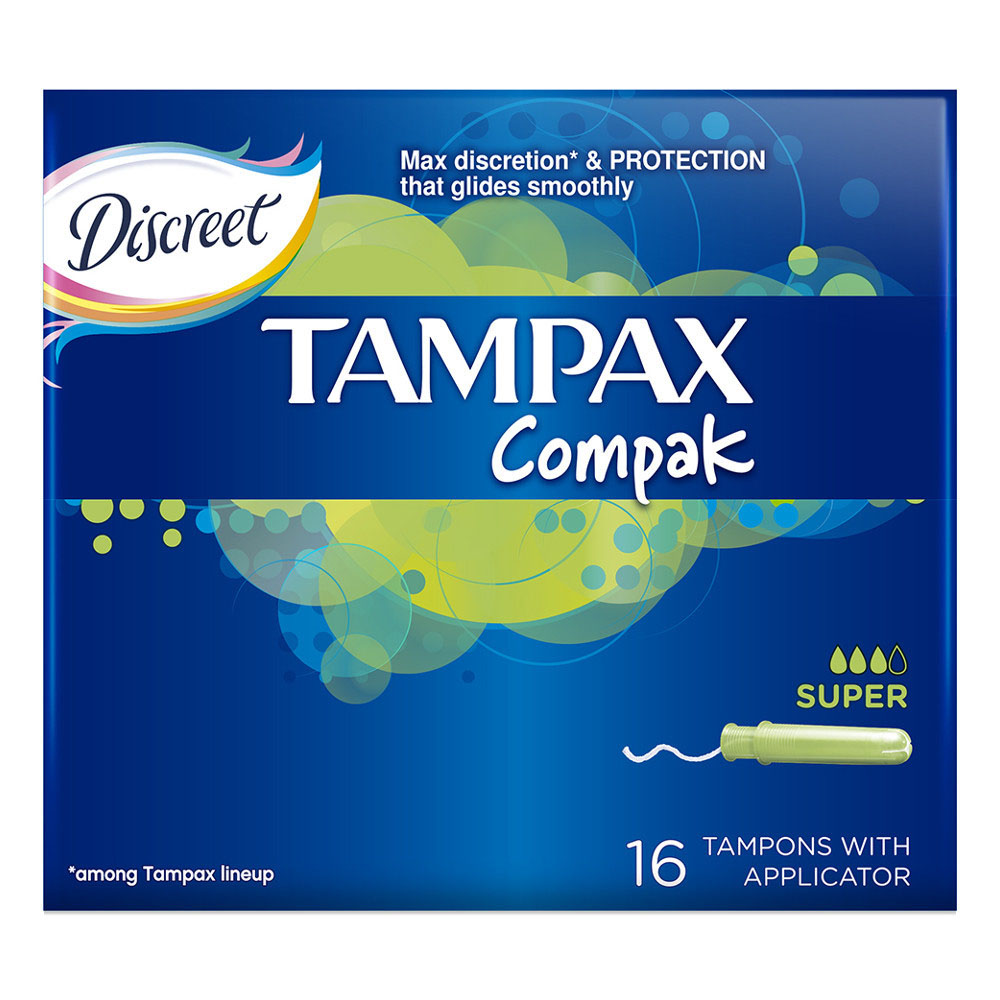 Discreet
Max discretion* & PROTECTION
that glides smoothly
TAMPAX
Compak
SUPER
16 TAMPONS WITH
APPLICATOR
*among Tampax lineup